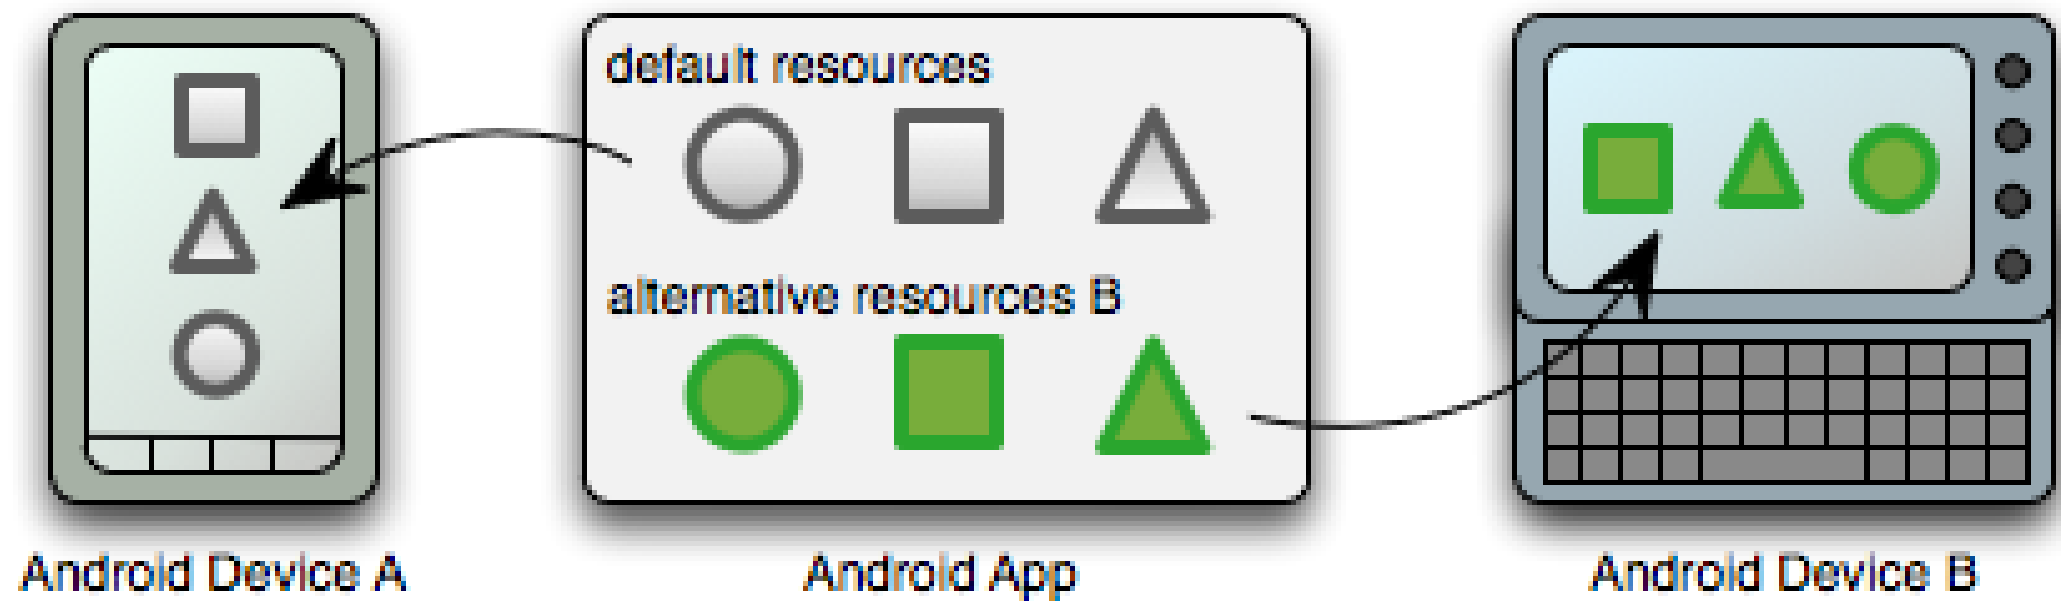 default resources
alternative resources B
Android Device A
Android App
Android Device B